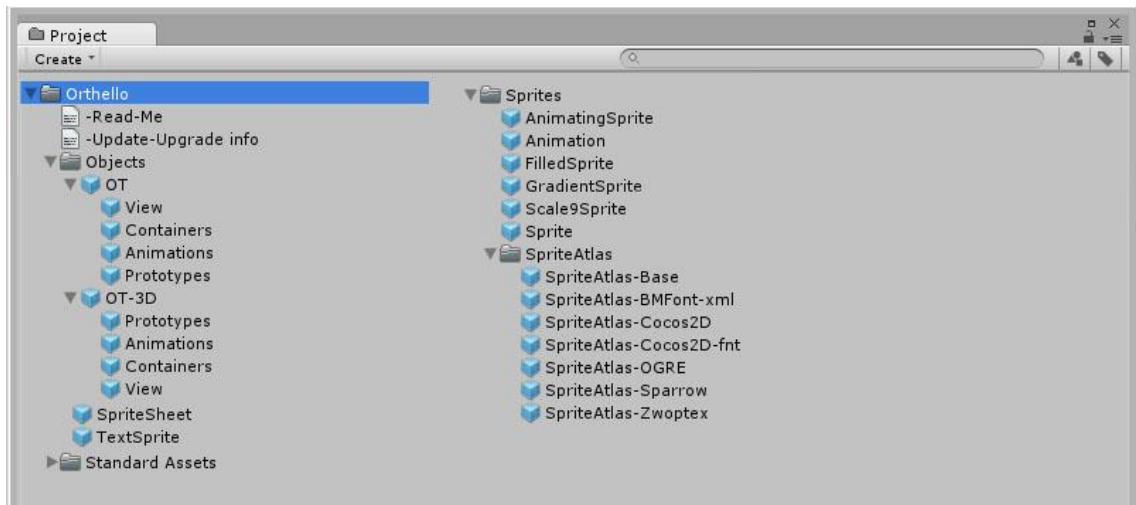 Project
Create
Orthello
-Read-Me
-Update-Upgrade info
Objects
OT
View
Containers
Animations
Prototypes
OT-3D
Prototypes
Animations
Containers
View
SpriteSheet
TextSprite
Standard Assets
Sprites
AnimatingSprite
Animation
FilledSprite
GradientSprite
Scale9Sprite
Sprite
SpriteAtlas
SpriteAtlas-Base
SpriteAtlas-BMFont-xml
SpriteAtlas-Cocos2D
SpriteAtlas-Cocos2D-fnt
SpriteAtlas-OGRE
SpriteAtlas-Sparrow
SpriteAtlas-Zwoptex